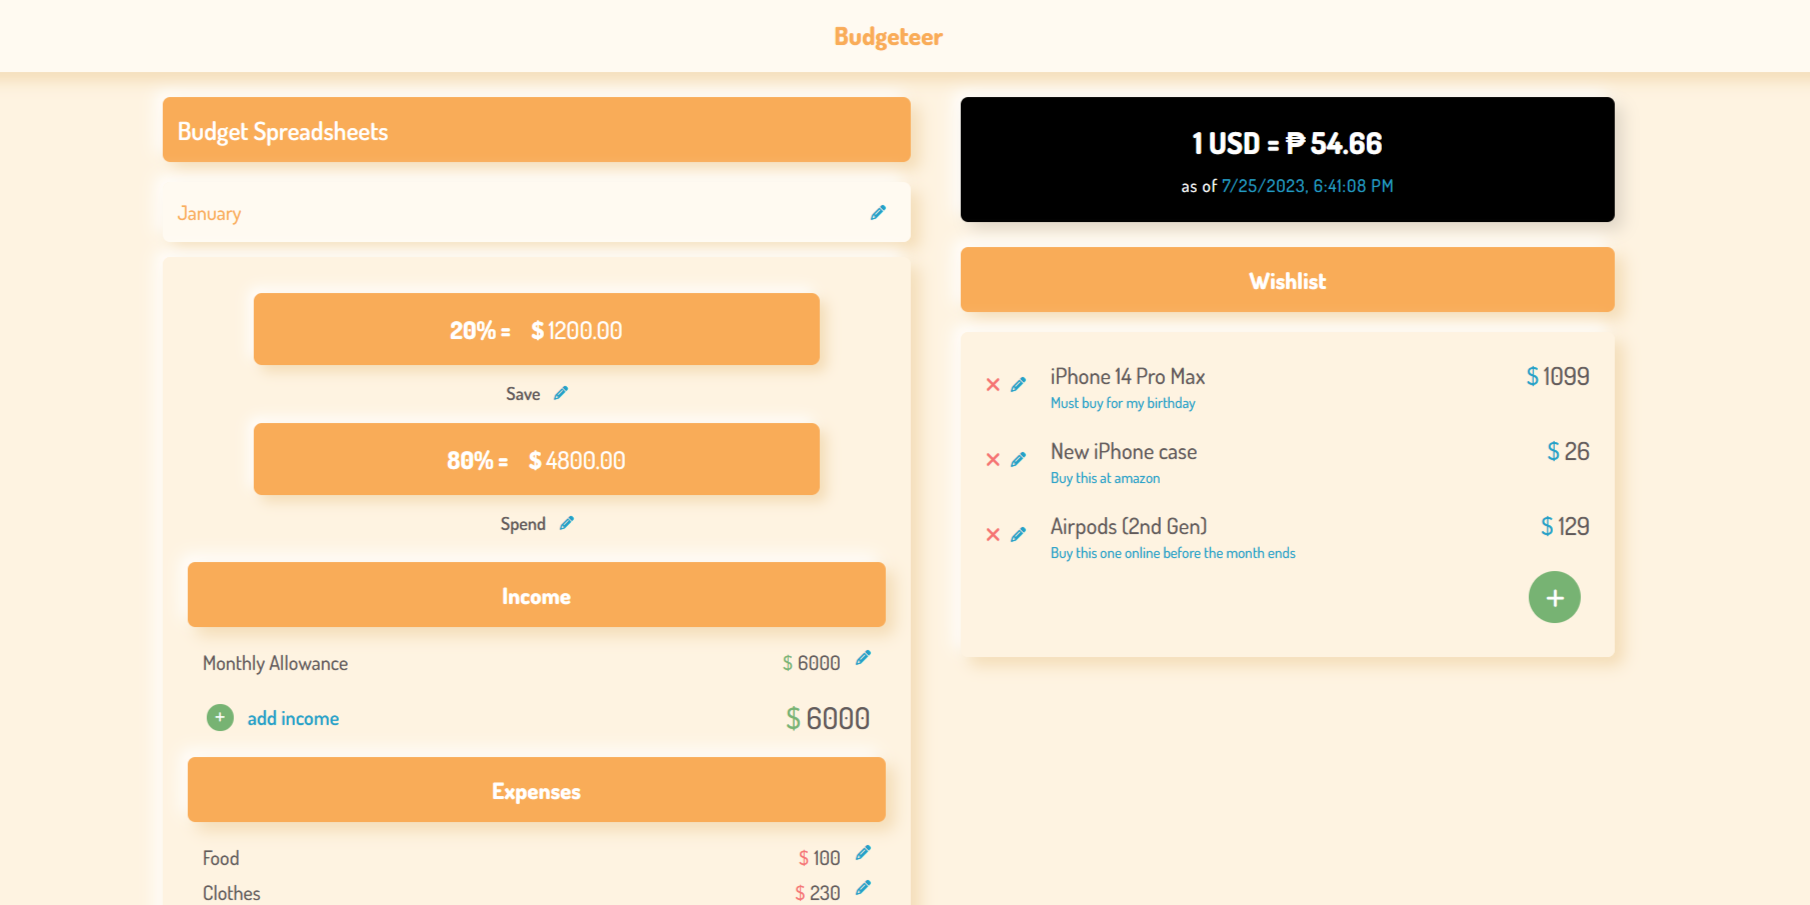 Budgeteer
Budget Spreadsheets
January
20% = $ 1200.00
Save
80% = $ 4800.00
Spend
Income
Monthly Allowance $ 6000
+ add income $ 6000
Expenses
Food $ 100
Clothes $ 230
1 USD = ₱ 54.66
as of 7/25/2023, 6:41:08 PM
Wishlist
iPhone 14 Pro Max $ 1099
Must buy for my birthday
New iPhone case $ 26
Buy this at amazon
Airpods (2nd Gen) $ 129
Buy this one online before the month ends
+